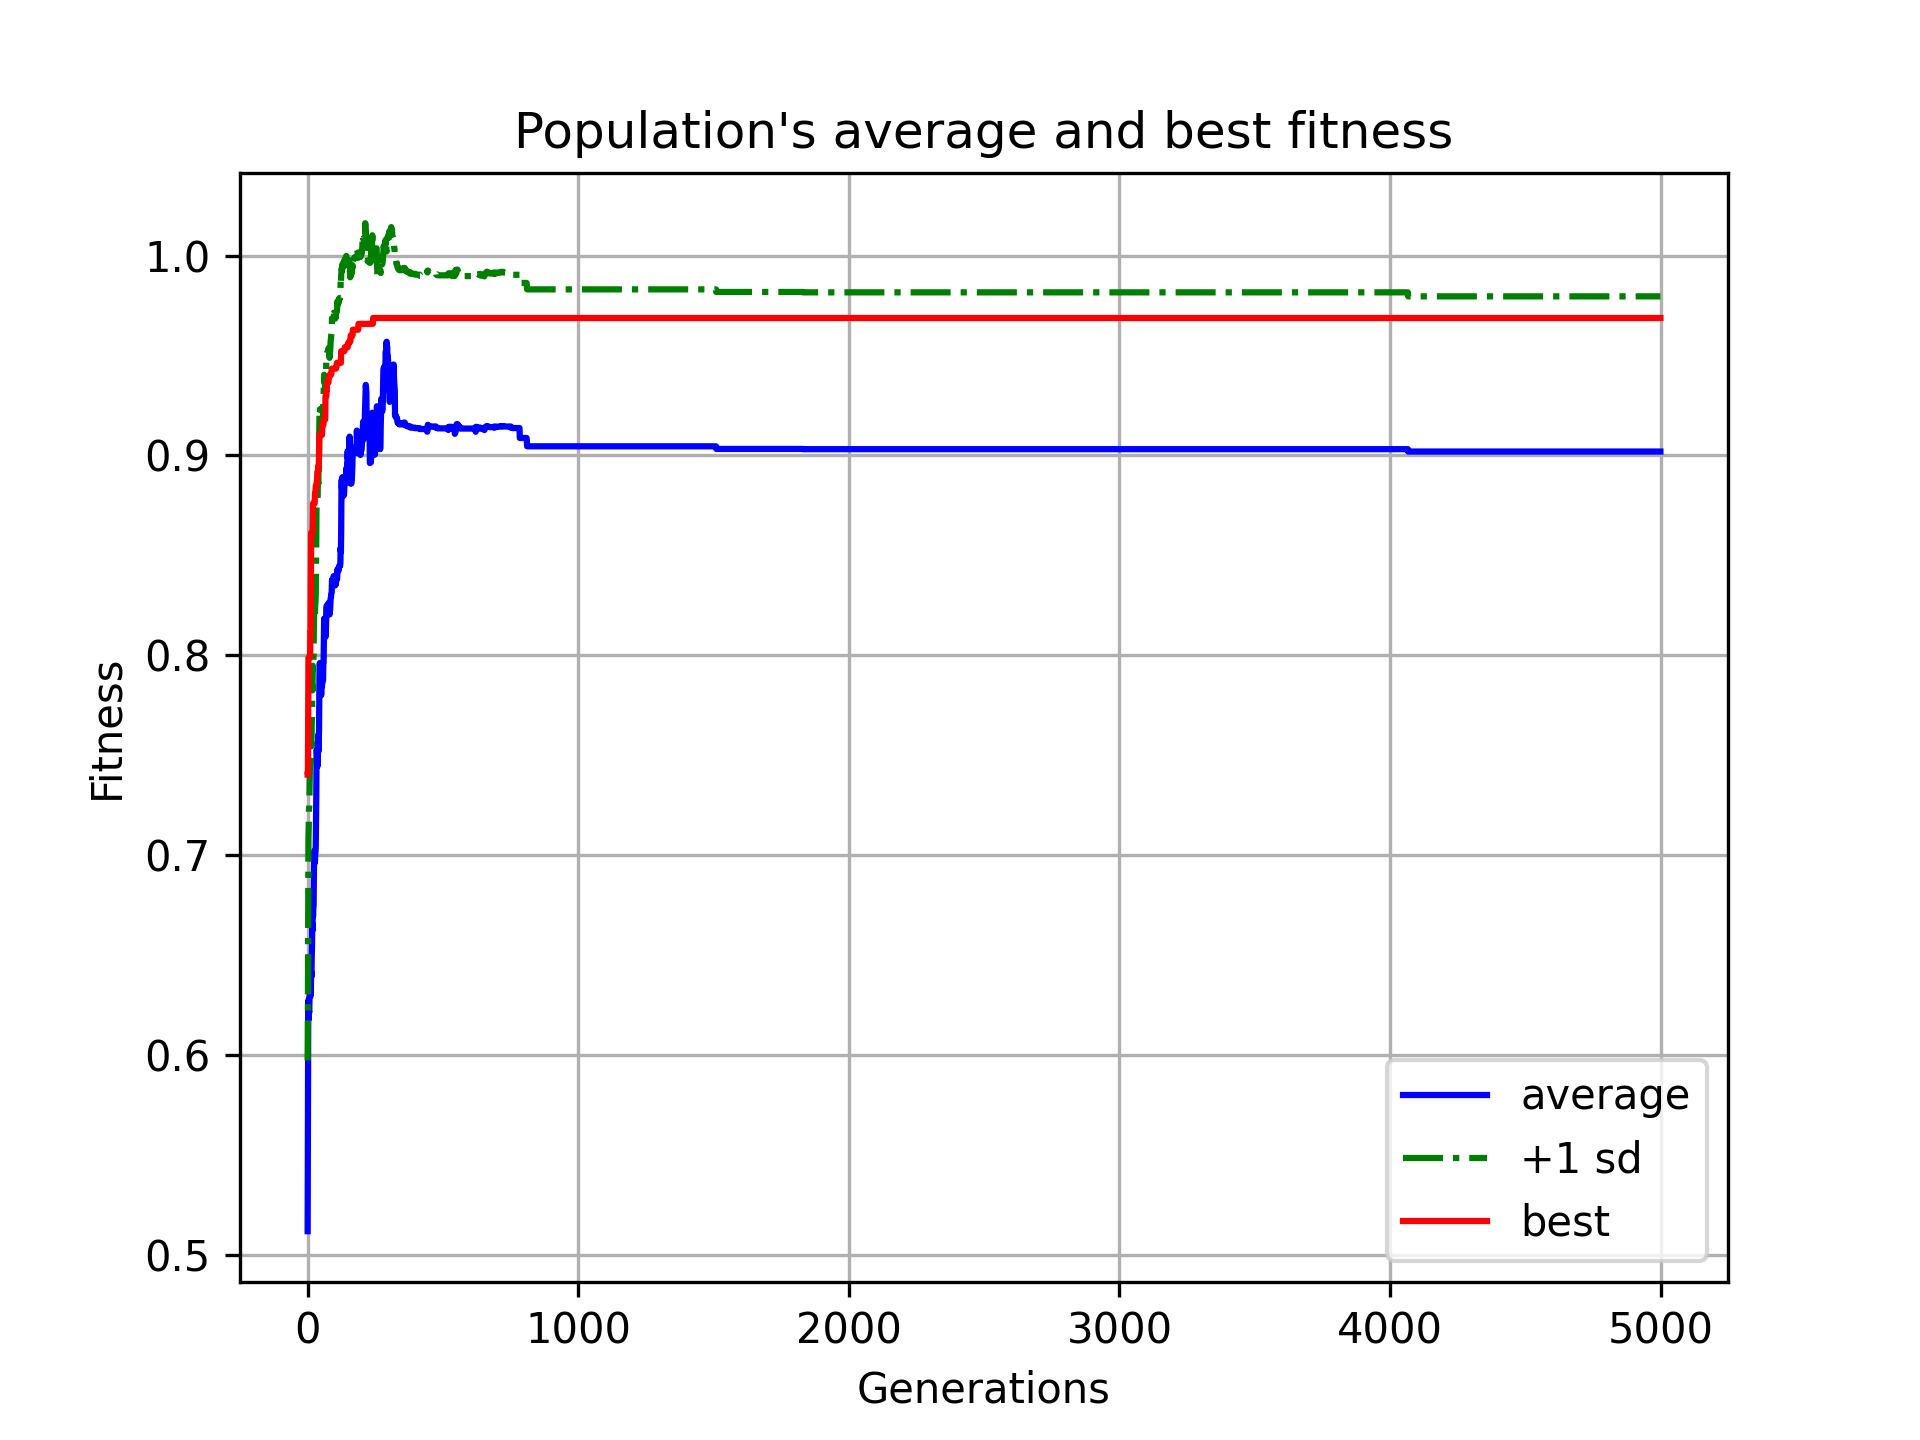 Population's average and best fitness
Fitness
1.0
0.9
0.8
0.7
0.6
0.5
0 1000 2000 3000 4000 5000
Generations
average
+1 sd
best